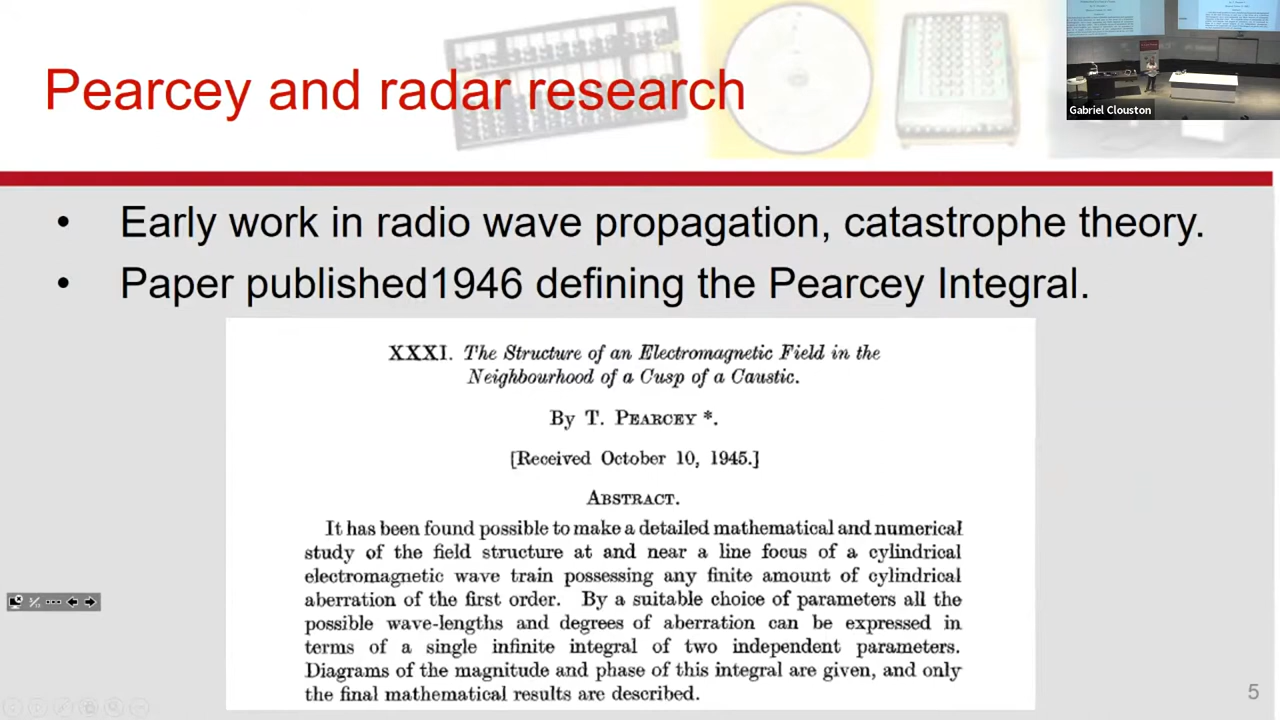 Pearcey and radar research
Gabriel Clouston
• Early work in radio wave propagation, catastrophe theory.
• Paper published1946 defining the Pearcey Integral.
XXXI. The Structure of an Electromagnetic Field in the
Neighbourhood of a Cusp of a Caustic.
By T. PEARCEY *.
[Received October 10, 1945.]
ABSTRACT.
It has been found possible to make a detailed mathematical and numerical
study of the field structure at and near a line focus of a cylindrical
electromagnetic wave train possessing any finite amount of cylindrical
aberration of the first order. By a suitable choice of parameters all the
possible wave-lengths and degrees of aberration can be expressed in
terms of a single infinite integral of two independent parameters.
Diagrams of the magnitude and phase of this integral are given, and only
the final mathematical results are described.
5